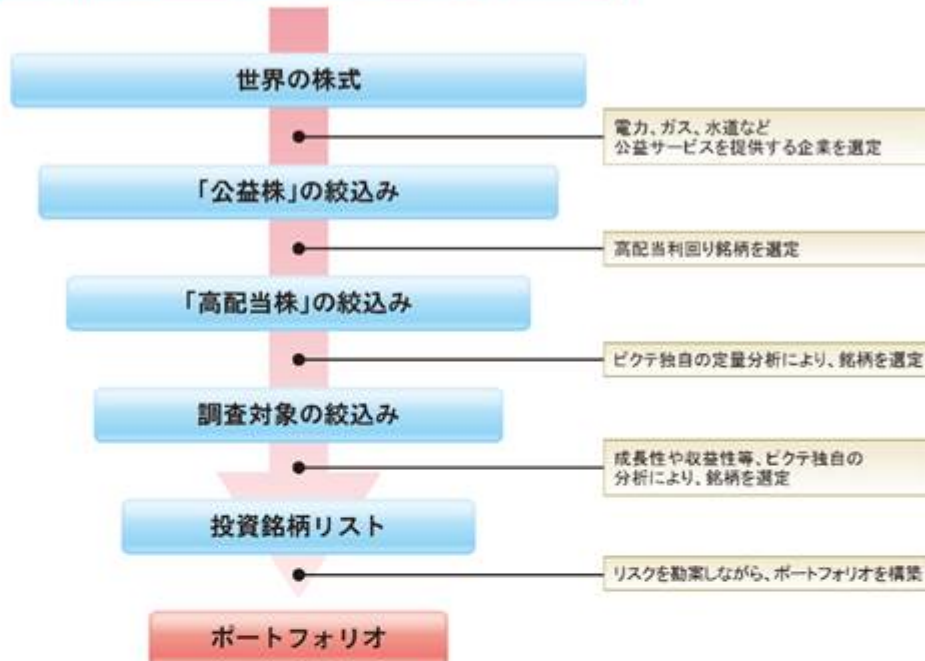 世界の株式
電力、ガス、水道など
公益サービスを提供する企業を選定
「公益株」の絞込み
高配当利回り銘柄を選定
「高配当株」の絞込み
ピクテ独自の定量分析により、銘柄を選定
調査対象の絞込み
成長性や収益性等、ピクテ独自の
分析により、銘柄を選定
投資銘柄リスト
リスクを勘案しながら、ポートフォリオを構築
ポートフォリオ